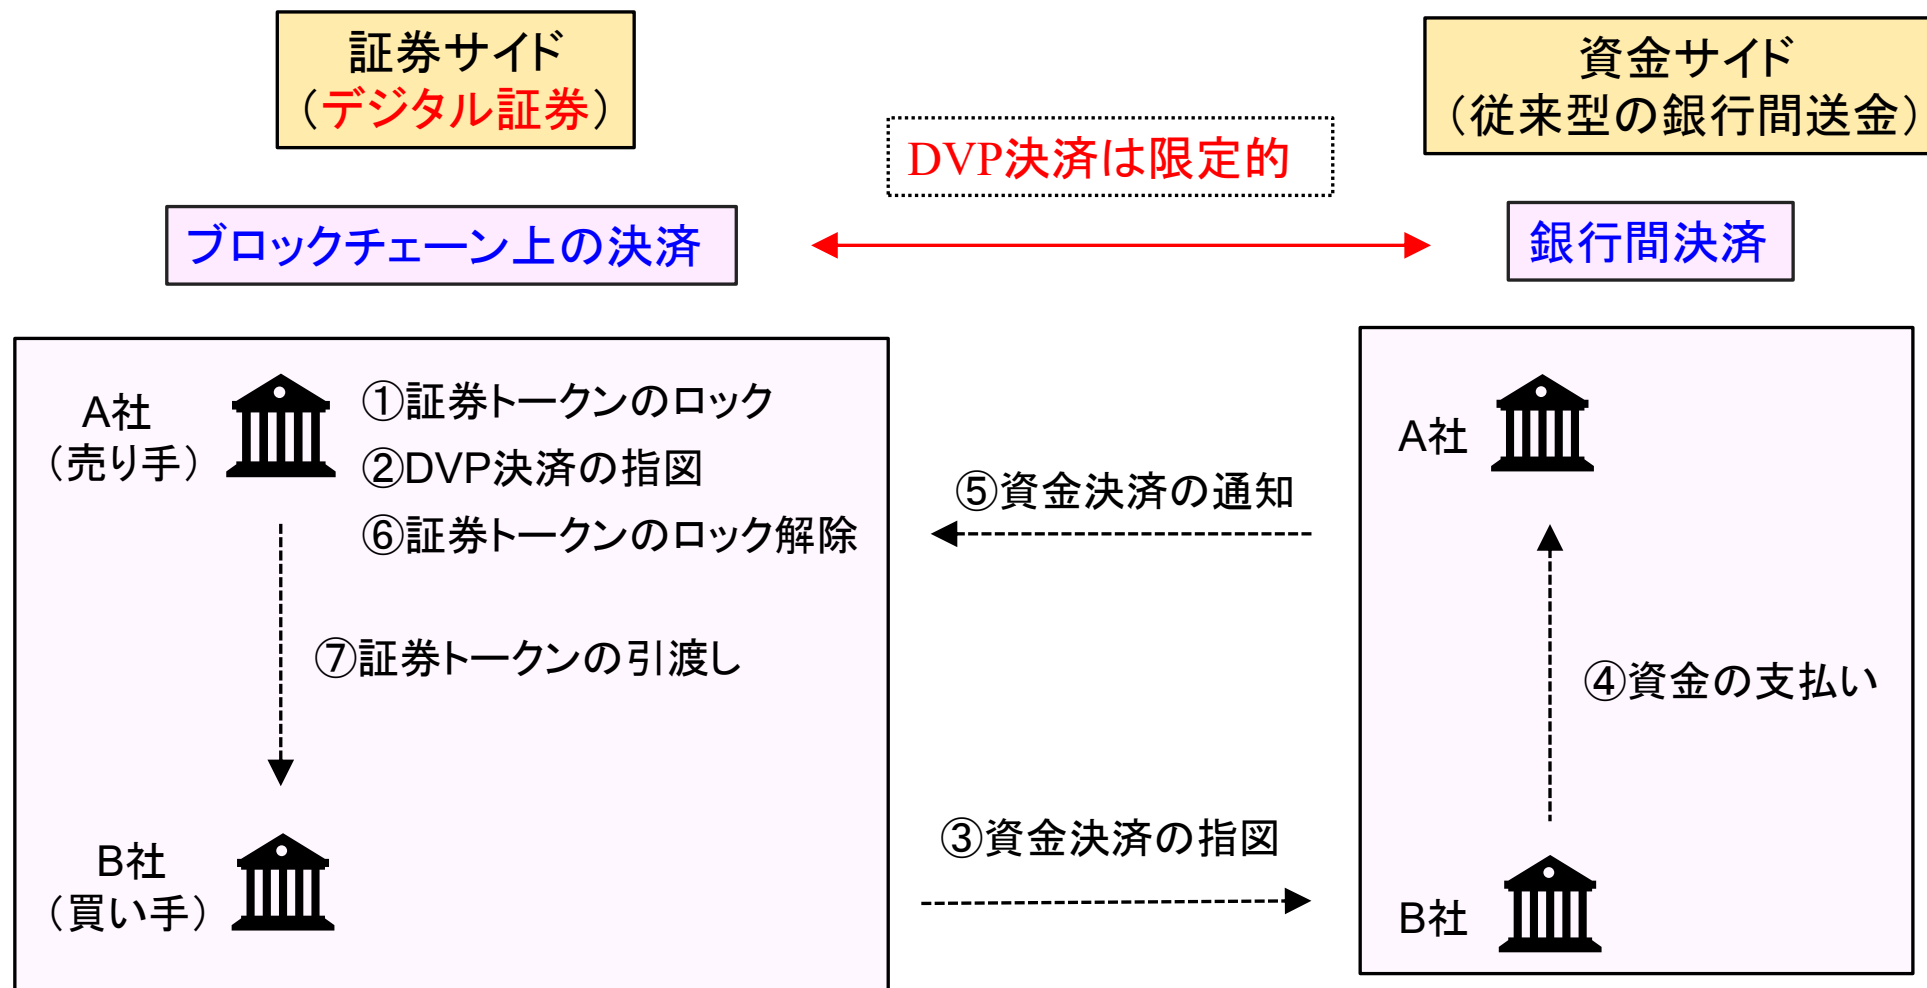 証券サイド
（デジタル証券）
資金サイド
（従来型の銀行間送金）
DVP決済は限定的
ブロックチェーン上の決済
銀行間決済
A社
（売り手）
①証券トークンのロック
②DVP決済の指図
⑥証券トークンのロック解除
⑦証券トークンの引渡し
B社
（買い手）
⑤資金決済の通知
③資金決済の指図
A社
④資金の支払い
B社